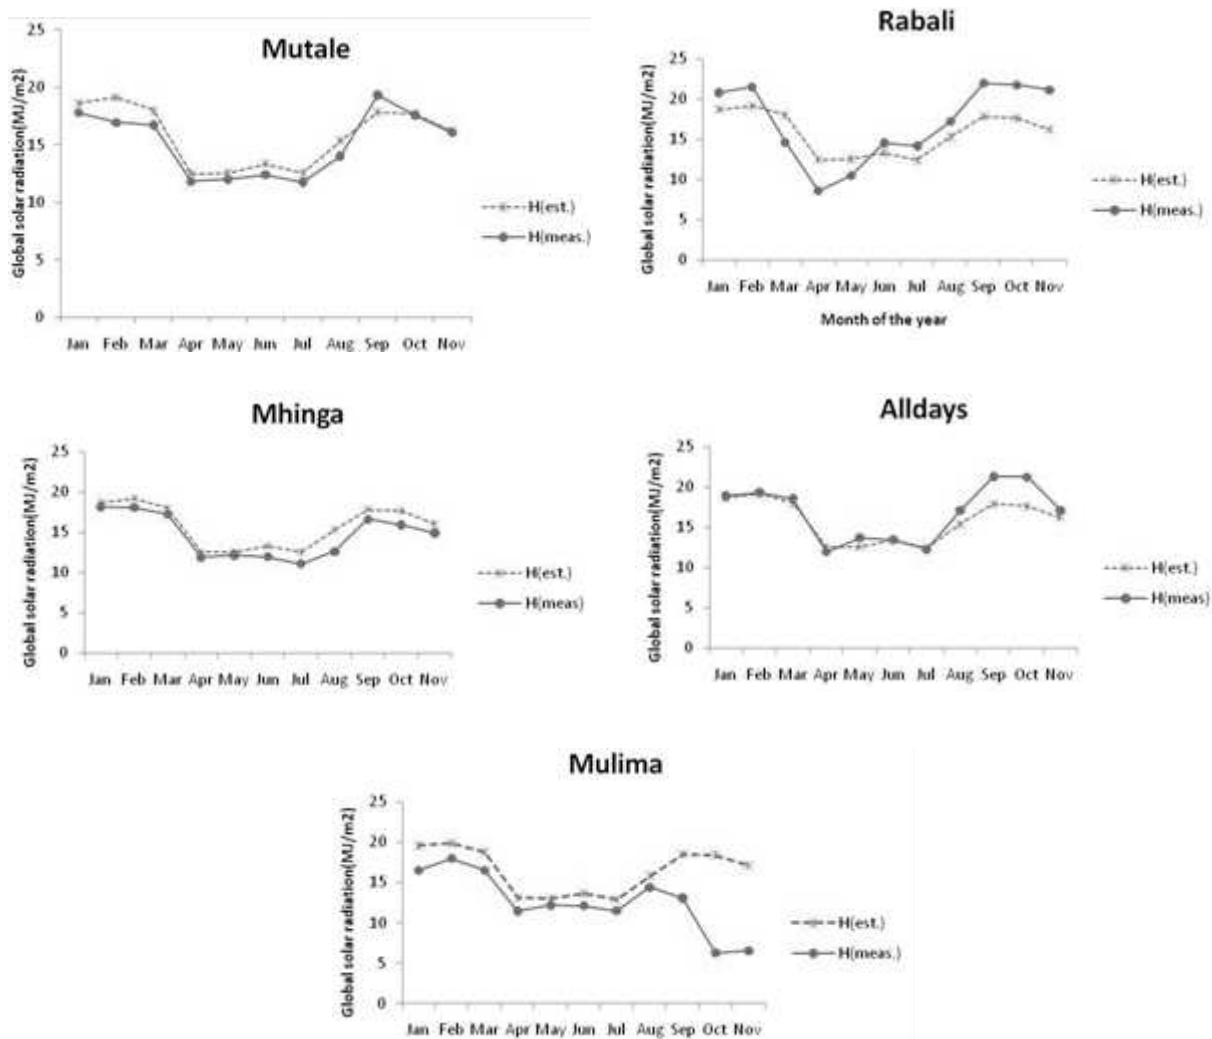 Mutale
Global solar radiation(MJ/m2)
25
20
15
10
5
0
Jan Feb Mar Apr May Jun Jul Aug Sep Oct Nov
H(est.)
H(meas.)
Rabali
Global solar radiation(MJ/m2)
25
20
15
10
5
0
Jan Feb Mar Apr May Jun Jul Aug Sep Oct Nov
Month of the year
H(est.)
H(meas.)
Mhinga
Global solar radiation(MJ/m2)
25
20
15
10
5
0
Jan Feb Mar Apr May Jun Jul Aug Sep Oct Nov
H(est.)
H(meas)
Alldays
Global solar radiation(MJ/m2)
25
20
15
10
5
0
Jan Feb Mar Apr May Jun Jul Aug Sep Oct Nov
H(est.)
H(meas)
Mulima
Global solar radiation(MJ/m2)
25
20
15
10
5
0
Jan Feb Mar Apr May Jun Jul Aug Sep Oct Nov
H(est.)
H(meas.)